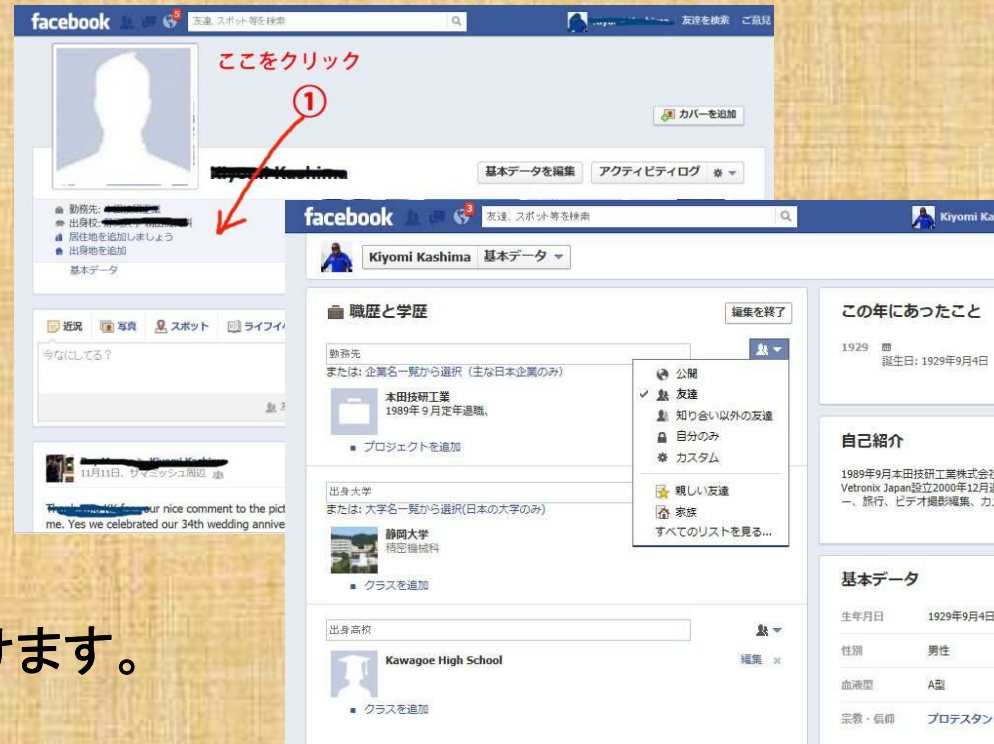 facebook
5
友達、スポット等を検索
友達を検索 ご意見
ここをクリック
①
カバーを追加
基本データを編集
アクティビティログ
勤務先:
出身校:
居住地を追加しましょう
出身地を追加
基本データ
近況 写真 スポット
今なにしてる?
11月11日、サマミッシュ周辺
our nice comment to the pict
me. Yes we celebrated our 34th wedding annive
けます。
facebook
3
友達、スポット等を検索
Kiyomi Ka
Kiyomi Kashima 基本データ
職歴と学歴
編集を終了
勤務先
または: 企業名一覧から選択 (主な日本企業のみ)
本田技研工業
1989年9月定年退職、
プロジェクトを追加
公開
友達
知り合い以外の友達
自分のみ
カスタム
親しい友達
家族
すべてのリストを見る...
出身大学
または: 大学名一覧から選択(日本の大学のみ)
静岡大学
精密機械科
クラスを追加
出身高校
Kawagoe High School
編集 ×
クラスを追加
この年にあったこと
1929
誕生日: 1929年9月4日
自己紹介
1989年9月本田技研工業株式会社
Vetronix Japan設立2000年12月
ー、旅行、ビデオ撮影編集、カ
基本データ
生年月日 1929年9月4日
性別 男性
血液型 A型
宗教・信仰 プロテスタン